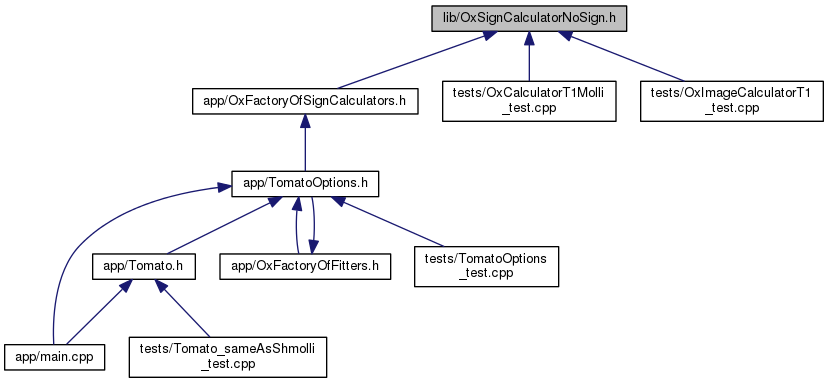 lib/OxSignCalculatorNoSign.h
app/OxFactoryOfSignCalculators.h
tests/OxCalculatorT1Molli
_test.cpp
tests/OxImageCalculatorT1
_test.cpp
app/TomatoOptions.h
app/Tomato.h
app/OxFactoryOfFitters.h
tests/TomatoOptions
_test.cpp
app/main.cpp
tests/Tomato_sameAsShmolli
_test.cpp